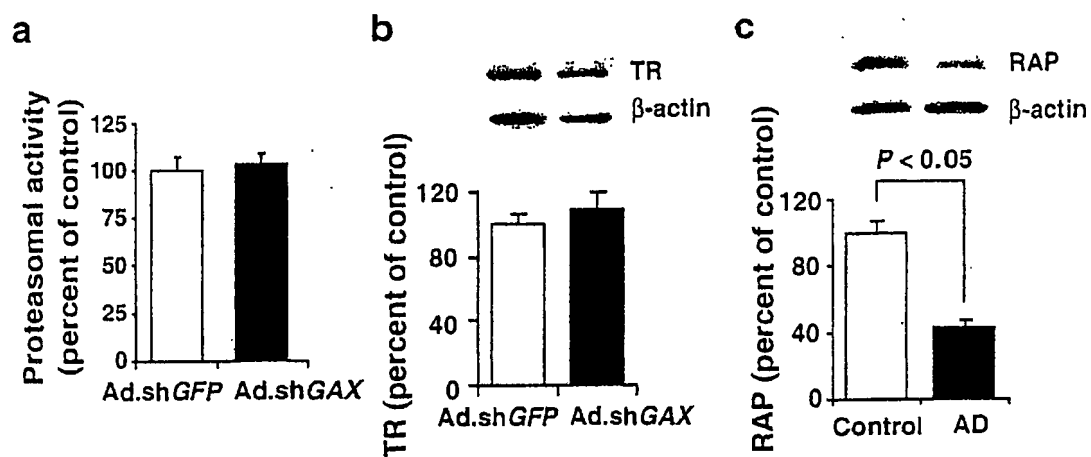 a
Proteasomal activity
(percent of control)
125
100
75
50
25
0
Ad.shGFP Ad.shGAX
b
TR
β-actin
TR (percent of control)
120
80
40
0
Ad.shGFP Ad.shGAX
c
RAP
β-actin
P < 0.05
RAP (percent of control)
120
80
40
0
Control AD